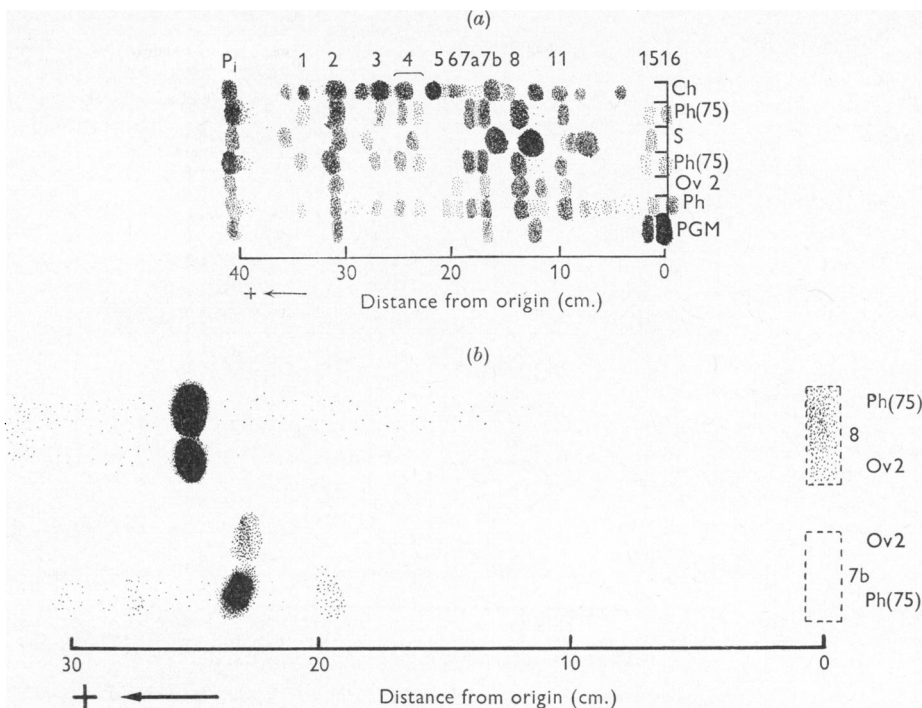 (a)
Pi 1 2 3 4 5 6 7a 7b 8 11 15 16
Ch
Ph(75)
S
Ph(75)
Ov 2
Ph
PGM
40 30 20 10 0
+ ←
Distance from origin (cm.)
(b)
Ph(75)
8
Ov2
Ov2
7b
Ph(75)
30 20 10 0
+ ←
Distance from origin (cm.)